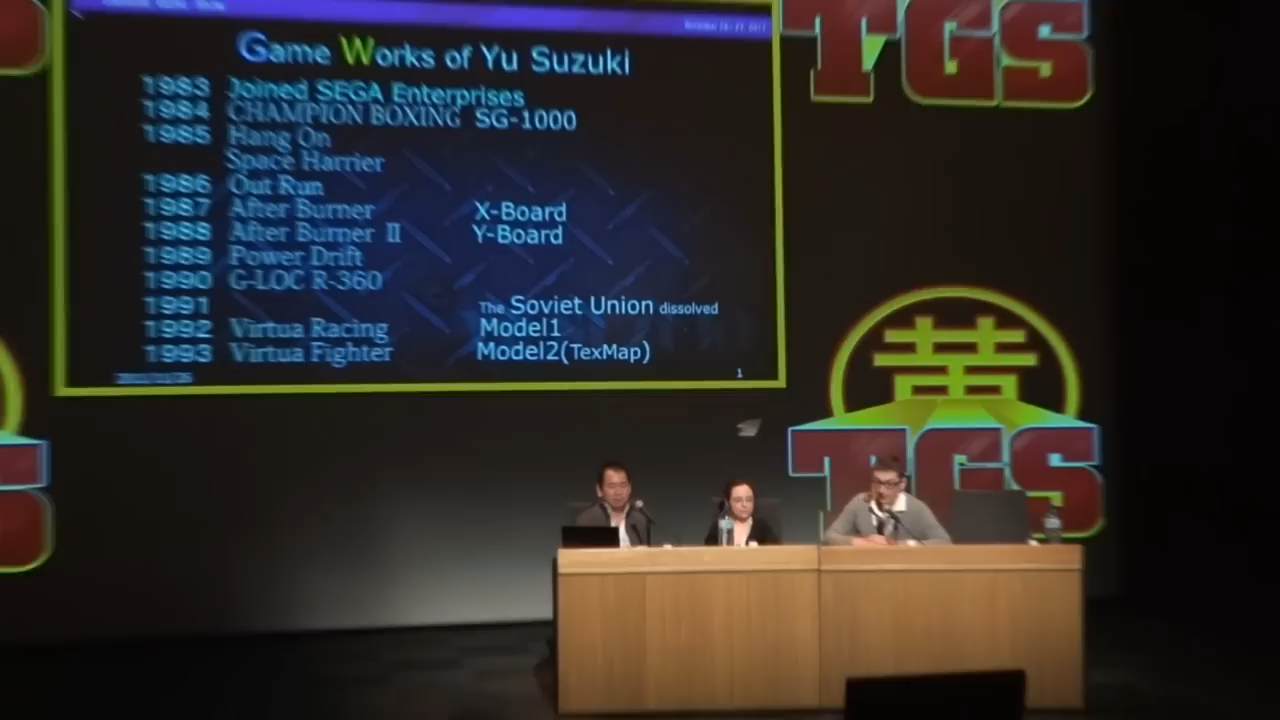 Game Works of Yu Suzuki
1983 Joined SEGA Enterprises
1984 CHAMPION BOXING SG-1000
1985 Hang On
Space Harrier
1986 Out Run
1987 After Burner X-Board
1988 After Burner II Y-Board
1989 Power Drift
1990 G-LOC R-360
1991 The Soviet Union dissolved
1992 Virtua Racing Model1
1993 Virtua Fighter Model2(TexMap)
1
TGS
TGS
S